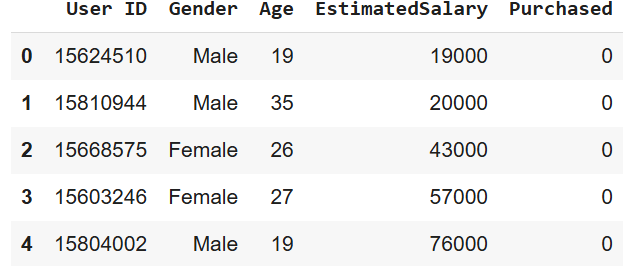 User ID Gender Age EstimatedSalary Purchased
0 15624510 Male 19 19000 0
1 15810944 Male 35 20000 0
2 15668575 Female 26 43000 0
3 15603246 Female 27 57000 0
4 15804002 Male 19 76000 0